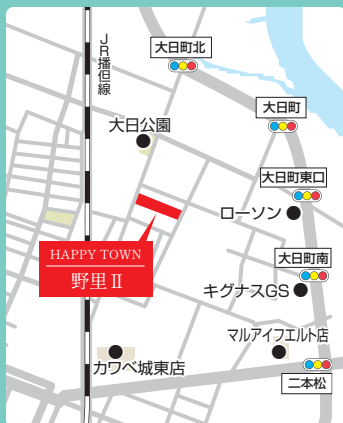 JR播但線
大日町北
大日町
大日公園
大日町東口
ローソン
HAPPY TOWN
野里Ⅱ
大日町南
キグナスGS
マルアイフエルト店
カワベ城東店
二本松